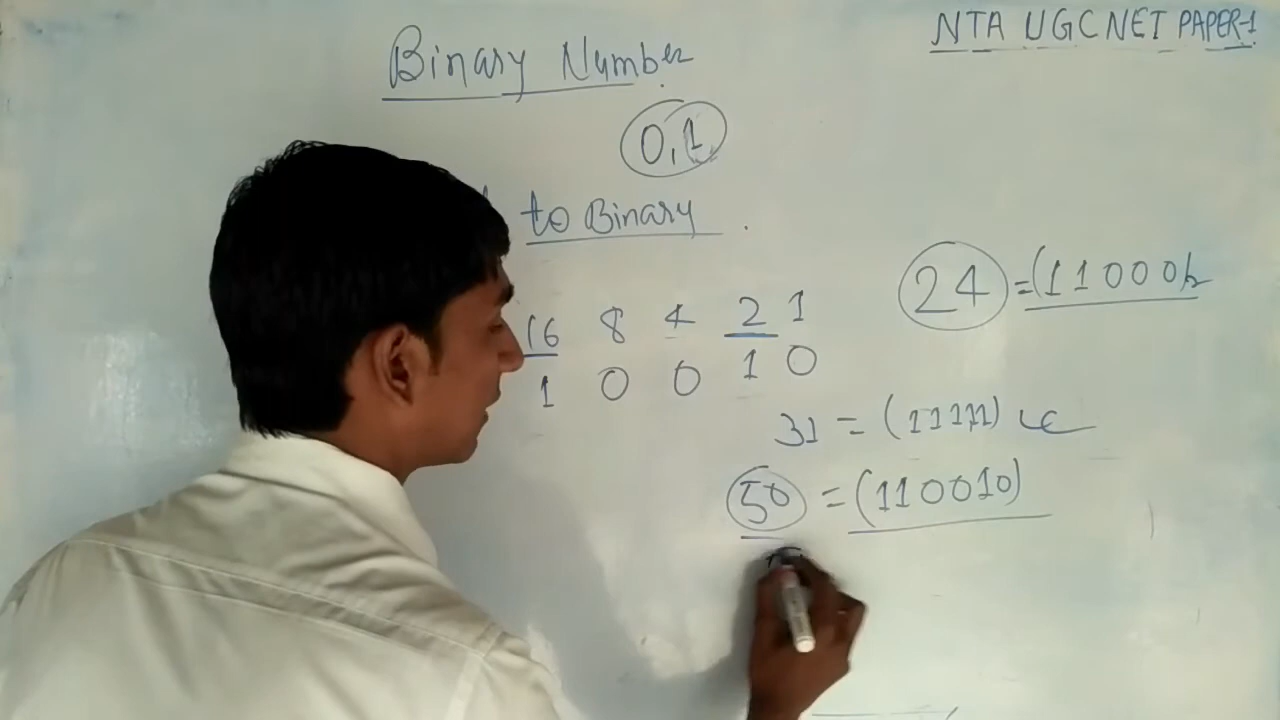 NTA UGC NET PAPER-1
Binary Number
0,1
to Binary .
16 8 4 2 1
1 0 0 1 0
24 =(11000)2
31 = (11111)
50 = (110010)